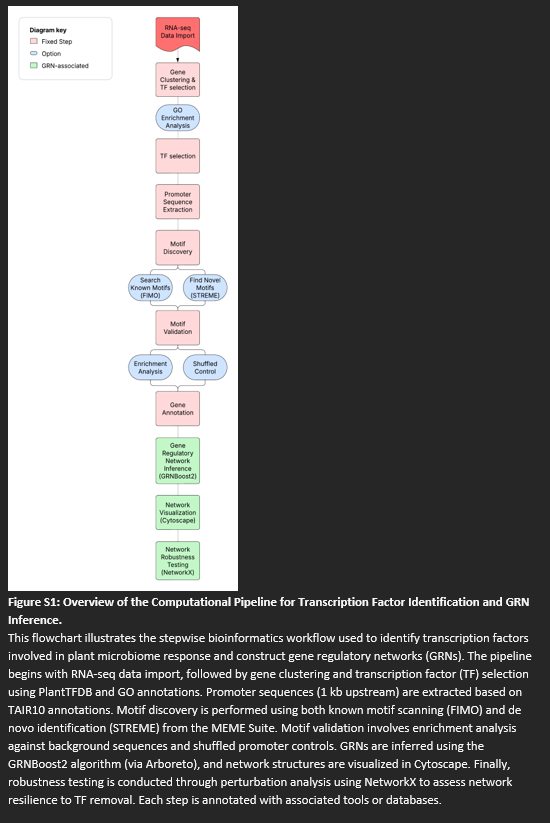 Diagram key
Fixed Step
Option
GRN-associated
RNA-seq
Data Import
Gene
Clustering &
TF selection
GO
Enrichment
Analysis
TF selection
Promoter
Sequence
Extraction
Motif
Discovery
Search
Known Motifs
(FIMO)
Find Novel
Motifs
(STREME)
Motif
Validation
Enrichment
Analysis
Shuffled
Control
Gene
Annotation
Gene
Regulatory
Network
Inference
(GRNBoost2)
Network
Visualization
(Cytoscape)
Network
Robustness
Testing
(NetworkX)
Figure S1: Overview of the Computational Pipeline for Transcription Factor Identification and GRN
Inference.
This flowchart illustrates the stepwise bioinformatics workflow used to identify transcription factors
involved in plant microbiome response and construct gene regulatory networks (GRNs). The pipeline
begins with RNA-seq data import, followed by gene clustering and transcription factor (TF) selection
using PlantTFDB and GO annotations. Promoter sequences (1 kb upstream) are extracted based on
TAIR10 annotations. Motif discovery is performed using both known motif scanning (FIMO) and de
novo identification (STREME) from the MEME Suite. Motif validation involves enrichment analysis
against background sequences and shuffled promoter controls. GRNs are inferred using the
GRNBoost2 algorithm (via Arboreto), and network structures are visualized in Cytoscape. Finally,
robustness testing is conducted through perturbation analysis using NetworkX to assess network
resilience to TF removal. Each step is annotated with associated tools or databases.